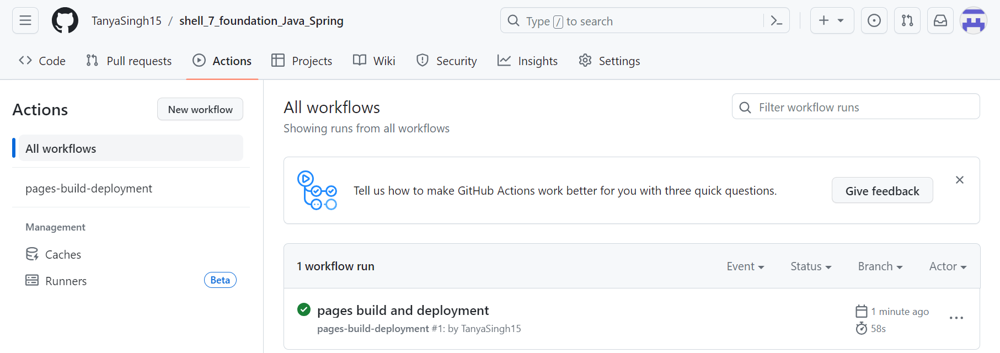 TanyaSingh15 / shell_7_foundation_Java_Spring
Type / to search
Code
Pull requests
Actions
Projects
Wiki
Security
Insights
Settings
Actions
New workflow
All workflows
pages-build-deployment
Management
Caches
Runners
Beta
All workflows
Showing runs from all workflows
Filter workflow runs
Tell us how to make GitHub Actions work better for you with three quick questions.
Give feedback
1 workflow run
Event
Status
Branch
Actor
pages build and deployment
pages-build-deployment #1: by TanyaSingh15
1 minute ago
58s